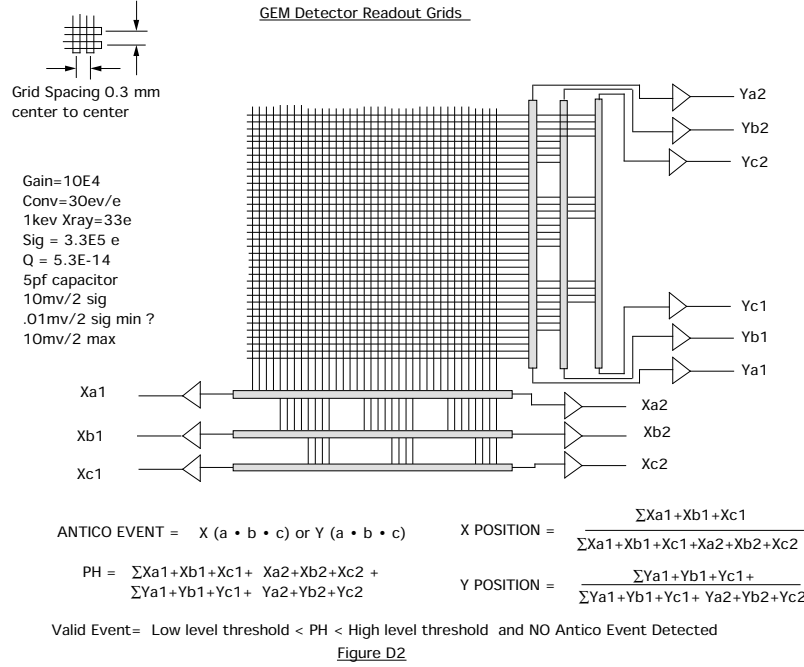 GEM Detector Readout Grids
Grid Spacing 0.3 mm
center to center
Gain=10E4
Conv=30ev/e
1kev Xray=33e
Sig = 3.3E5 e
Q = 5.3E-14
5pf capacitor
10mv/2 sig
.01mv/2 sig min ?
10mv/2 max
Ya2
Yb2
Yc2
Yc1
Yb1
Ya1
Xa1
Xa2
Xb1
Xb2
Xc1
Xc2
ANTICO EVENT = X (a • b • c) or Y (a • b • c)
PH = ∑Xa1+Xb1+Xc1+ Xa2+Xb2+Xc2 +
∑Ya1+Yb1+Yc1+ Ya2+Yb2+Yc2
X POSITION =
∑Xa1+Xb1+Xc1
∑Xa1+Xb1+Xc1+Xa2+Xb2+Xc2
Y POSITION =
∑Ya1+Yb1+Yc1+
∑Ya1+Yb1+Yc1+ Ya2+Yb2+Yc2
Valid Event= Low level threshold < PH < High level threshold and NO Antico Event Detected
Figure D2